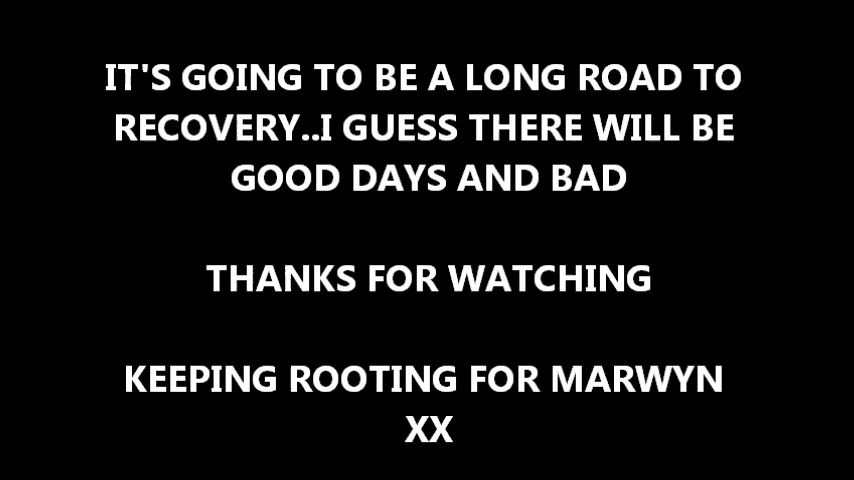 IT'S GOING TO BE A LONG ROAD TO
RECOVERY..I GUESS THERE WILL BE
GOOD DAYS AND BAD
THANKS FOR WATCHING
KEEPING ROOTING FOR MARWYN
XX